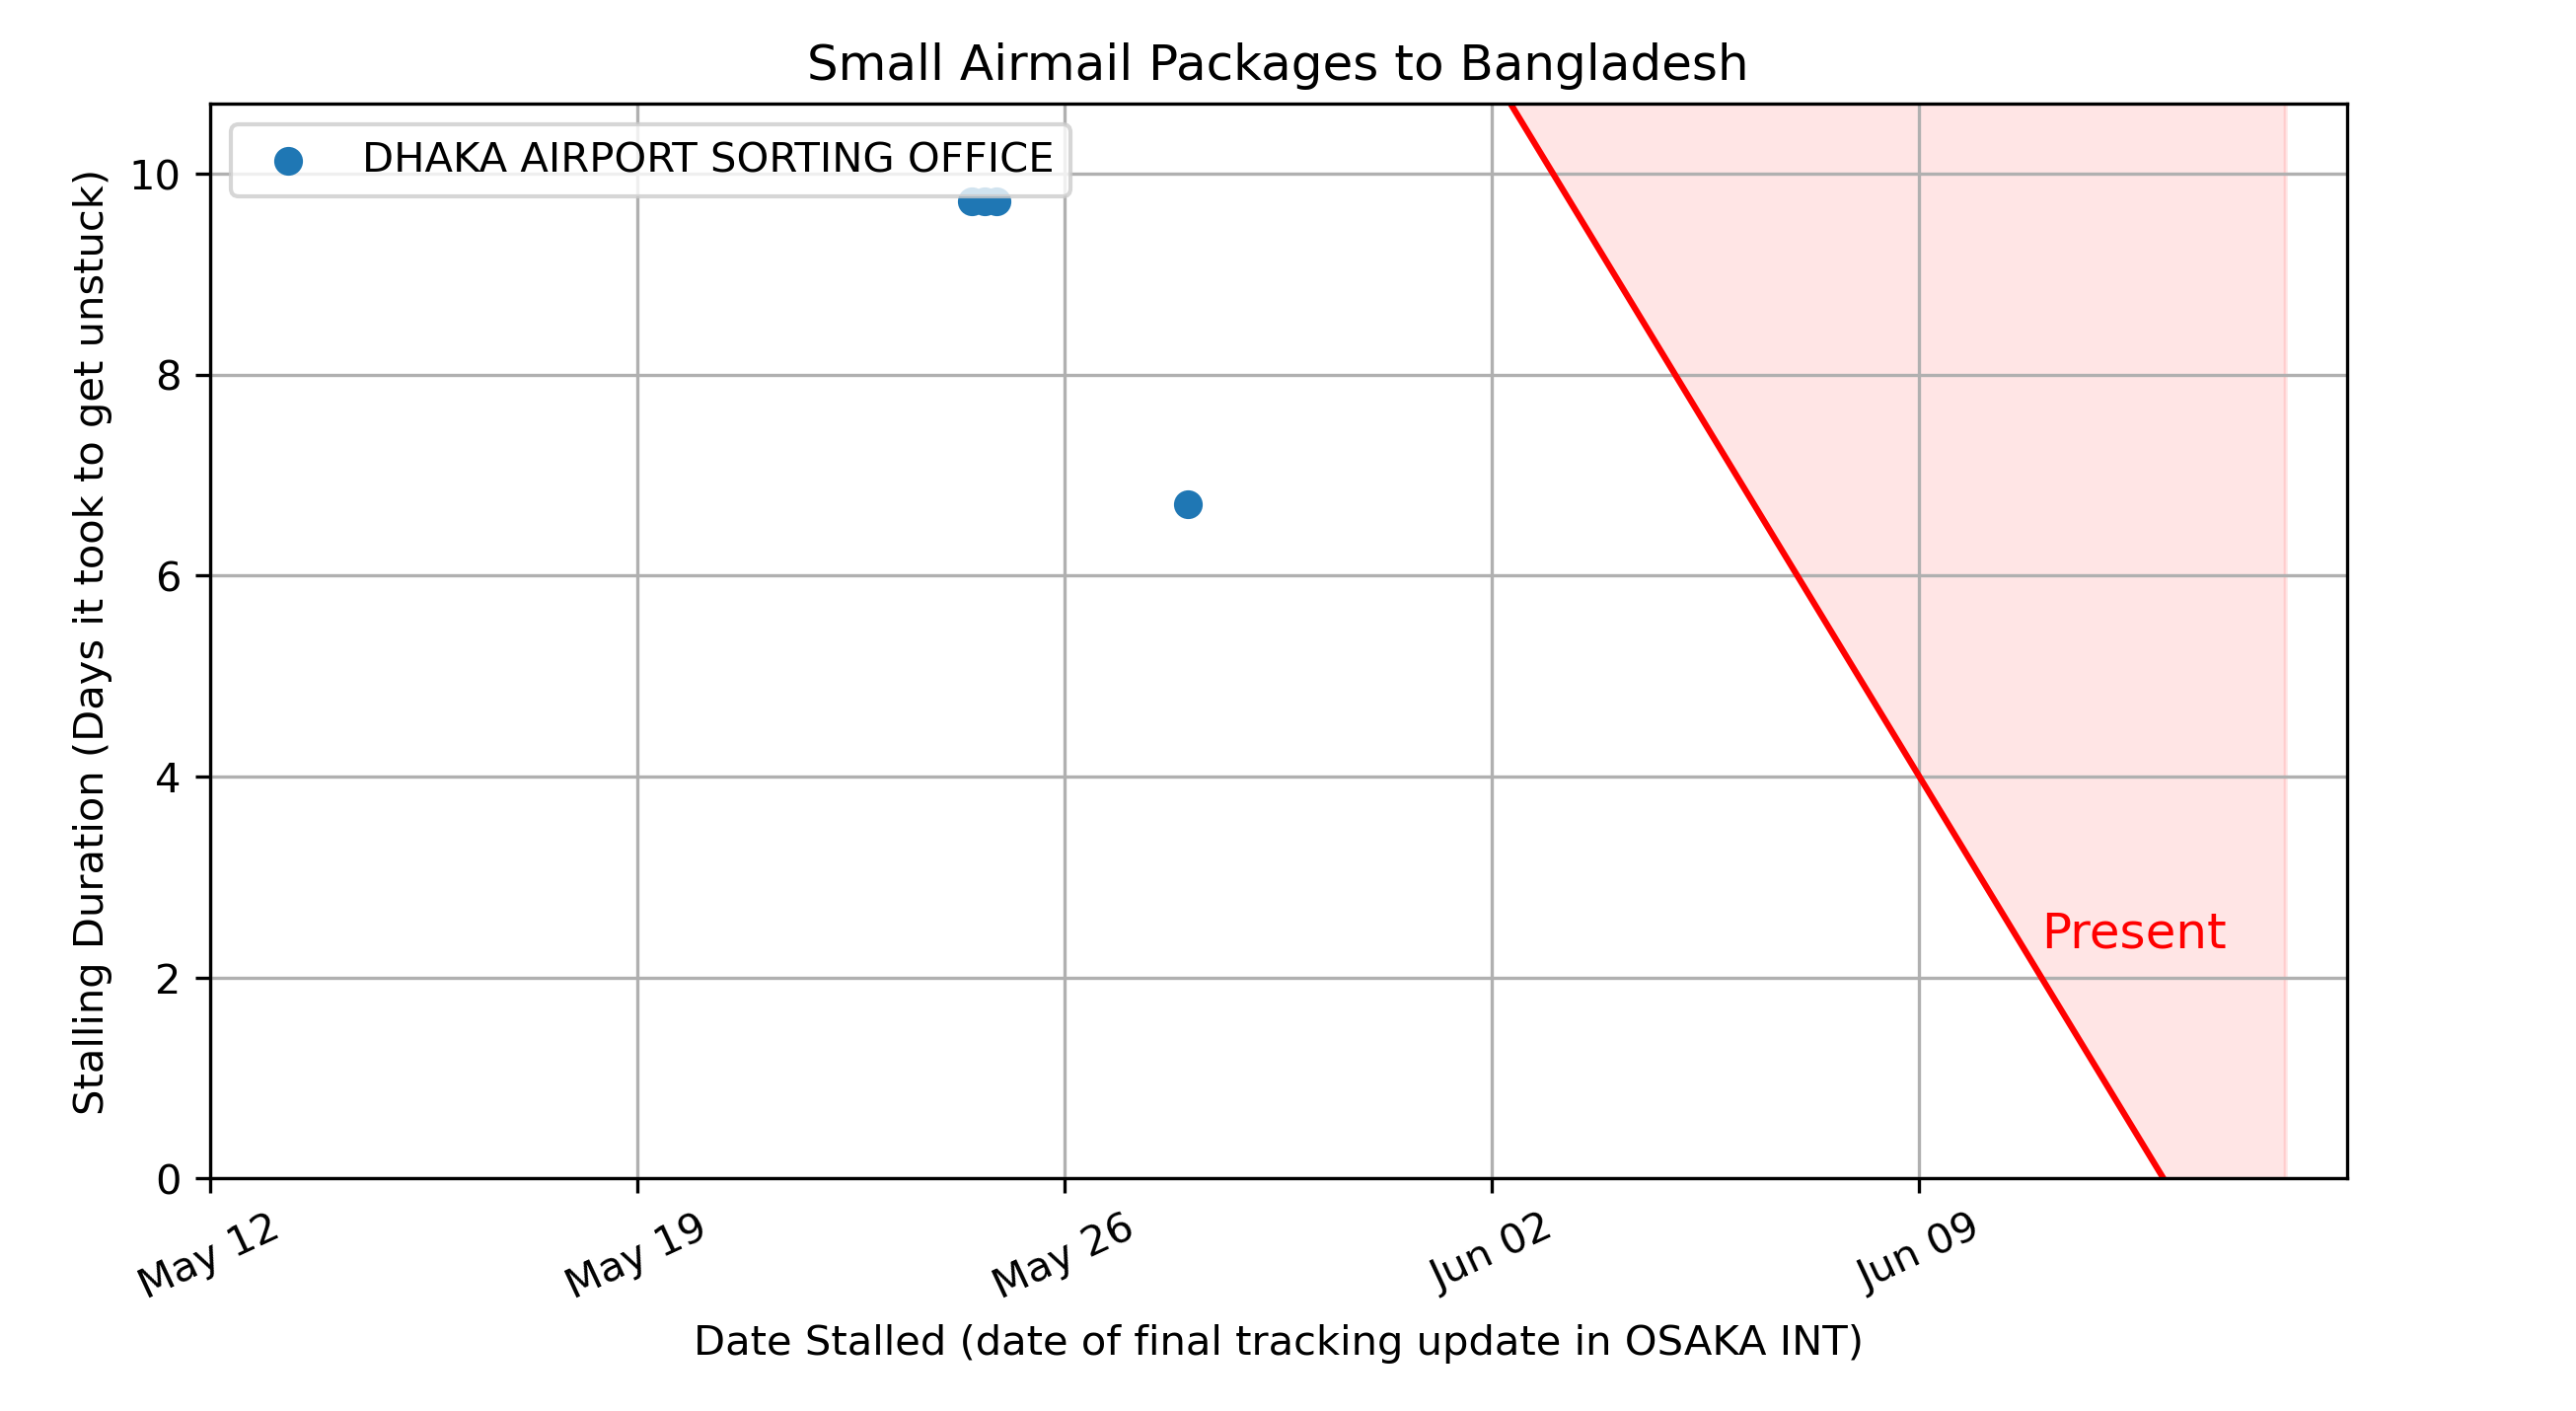 Small Airmail Packages to Bangladesh
DHAKA AIRPORT SORTING OFFICE
Stalling Duration (Days it took to get unstuck)
10
8
6
4
2
0
Present
May 12
May 19
May 26
Jun 02
Jun 09
Date Stalled (date of final tracking update in OSAKA INT)